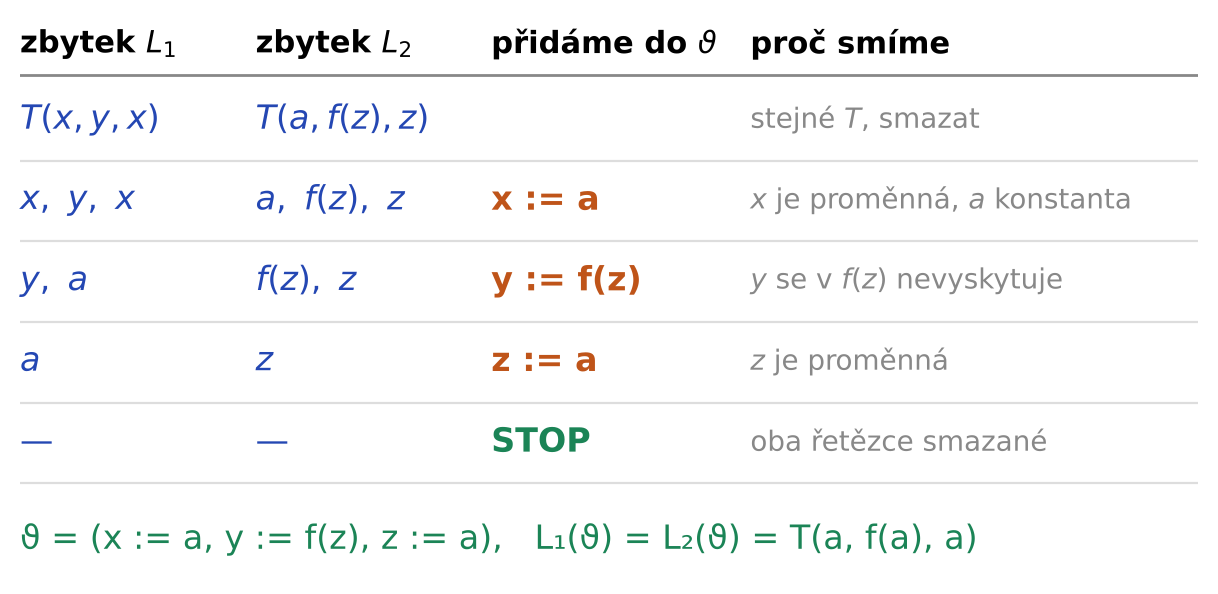 zbytek L₁ zbytek L₂ přidáme do ϑ proč smíme
T(x, y, x) T(a, f(z), z) stejné T, smazat
x, y, x a, f(z), z x := a x je proměnná, a konstanta
y, a f(z), z y := f(z) y se v f(z) nevyskytuje
a z z := a z je proměnná
— — STOP oba řetězce smazané
ϑ = (x := a, y := f(z), z := a), L₁(ϑ) = L₂(ϑ) = T(a, f(a), a)